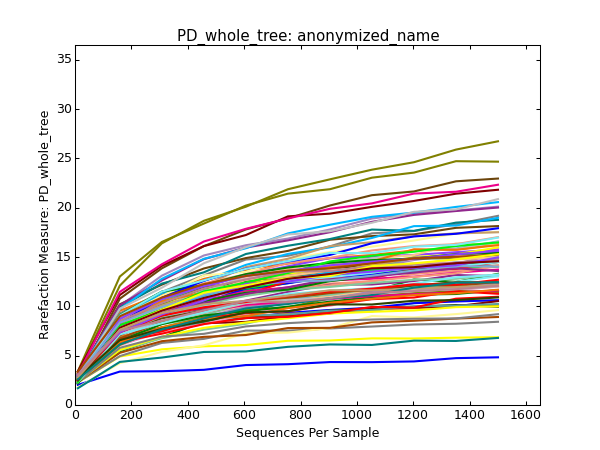 PD_whole_tree: anonymized_name
Rarefaction Measure: PD_whole_tree
35
30
25
20
15
10
5
0
0 200 400 600 800 1000 1200 1400 1600
Sequences Per Sample